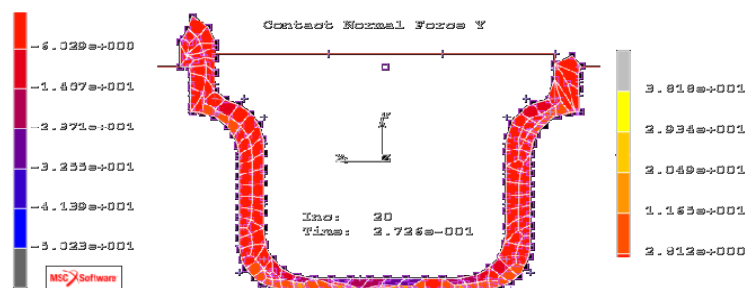 Contact Normal Force Y
-6.029e+000
-1.487e+001
-2.371e+001
-3.255e+001
-4.139e+001
-5.023e+001
MSC Software
Inc: 20
Time: 2.726e-001
3.818e+001
2.934e+001
2.049e+001
1.165e+001
2.812e+000